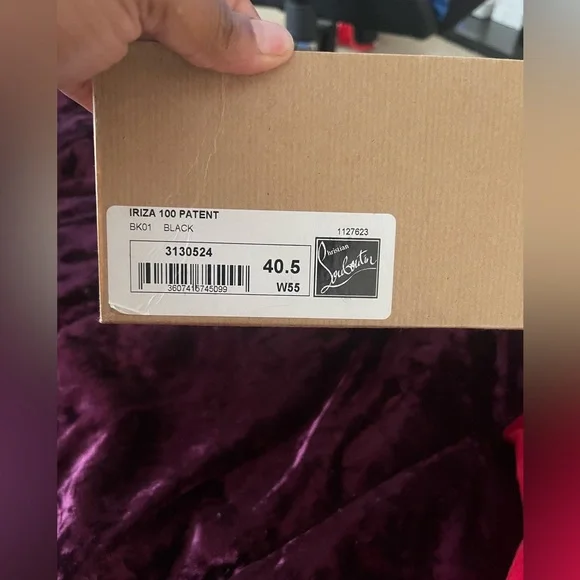 IRIZA 100 PATENT
BK01 BLACK
1127623
3130524
3607416745099
40.5
W55
Christian
Louboutin